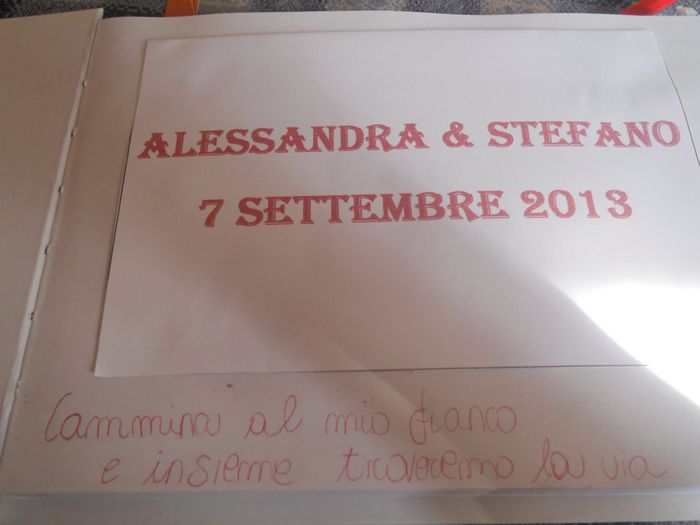 ALESSANDRA & STEFANO
7 SETTEMBRE 2013
Cammina al mio fianco
e insieme troveremo la via